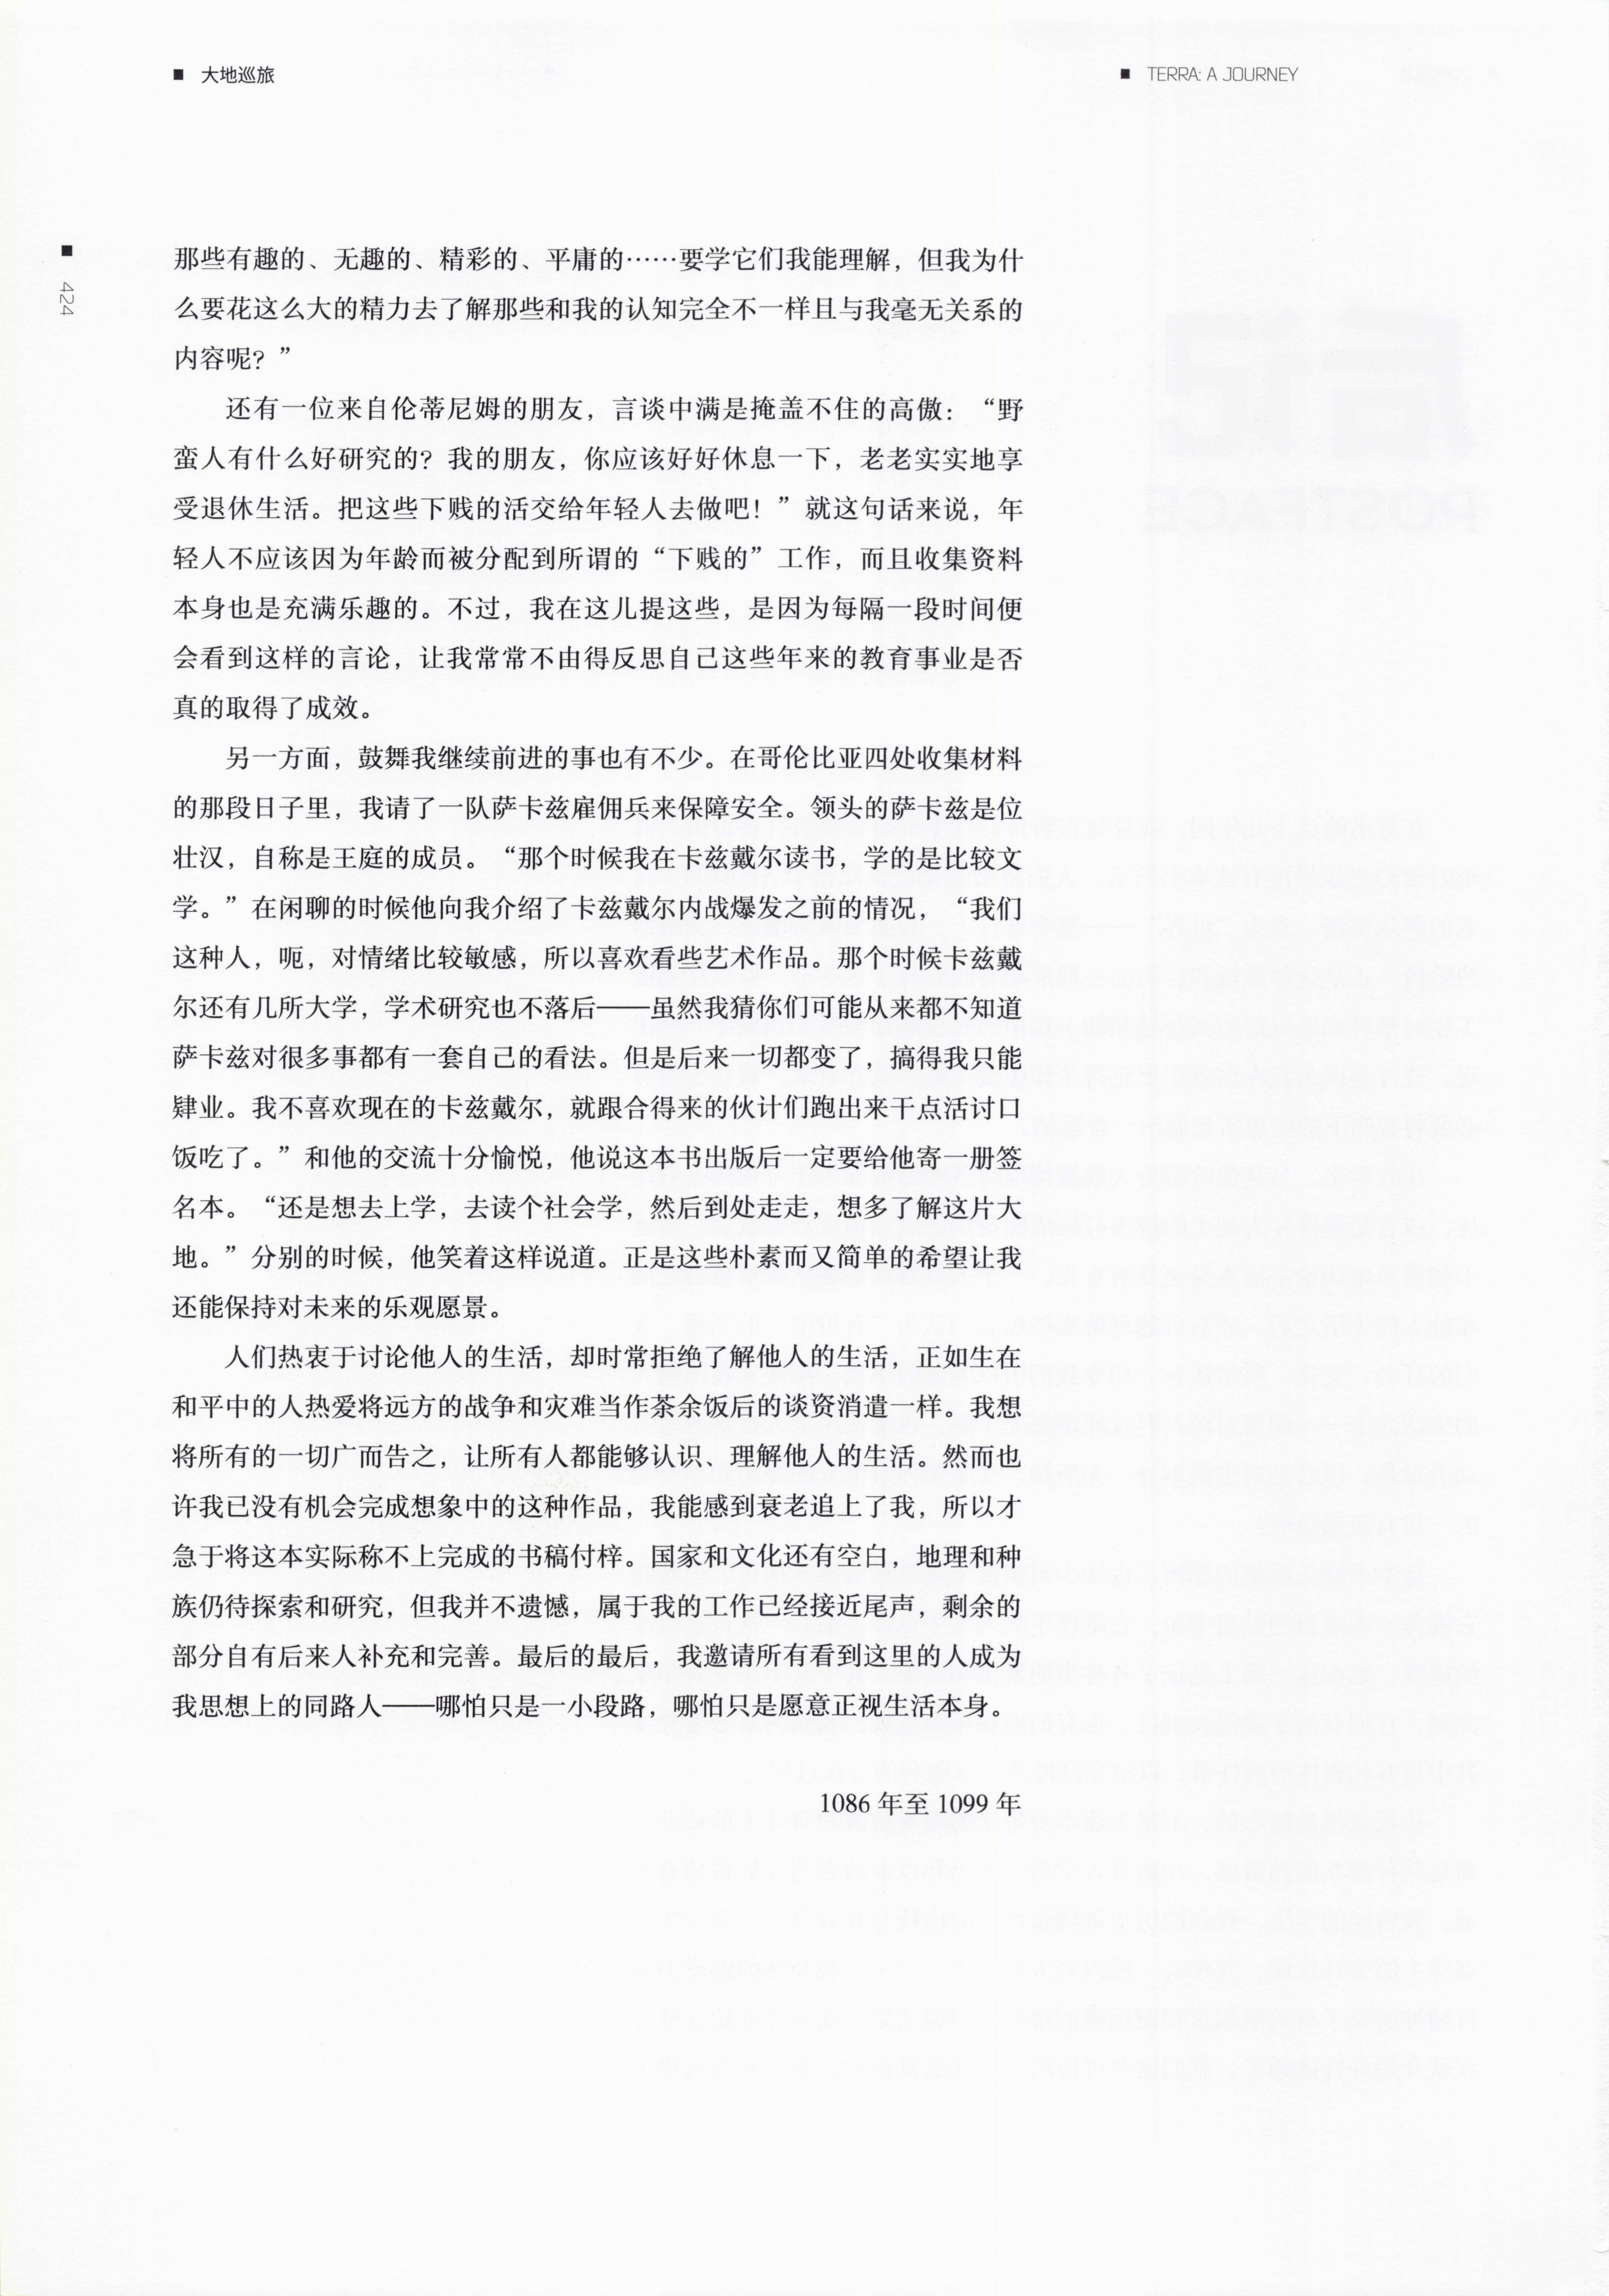 大地巡旅
TERRA: A JOURNEY
424
那些有趣的、无趣的、精彩的、平庸的……要学它们我能理解，但我为什
么要花这么大的精力去了解那些和我的认知完全不一样且与我毫无关系的
内容呢？”
还有一位来自伦蒂尼姆的朋友，言谈中满是掩盖不住的高傲：“野
蛮人有什么好研究的？我的朋友，你应该好好休息一下，老老实实地享
受退休生活。把这些下贱的活交给年轻人去做吧！”就这句话来说，年
轻人不应该因为年龄而被分配到所谓的“下贱的”工作，而且收集资料
本身也是充满乐趣的。不过，我在这儿提这些，是因为每隔一段时间便
会看到这样的言论，让我常常不由得反思自己这些年来的教育事业是否
真的取得了成效。
另一方面，鼓舞我继续前进的事也有不少。在哥伦比亚四处收集材料
的那段日子里，我请了一队萨卡兹雇佣兵来保障安全。领头的萨卡兹是位
壮汉，自称是王庭的成员。“那个时候我在卡兹戴尔读书，学的是比较文
学。”在闲聊的时候他向我介绍了卡兹戴尔内战爆发之前的情况，“我们
这种人，呃，对情绪比较敏感，所以喜欢看些艺术作品。那个时候卡兹戴
尔还有几所大学，学术研究也不落后——虽然我猜你们可能从来都不知道
萨卡兹对很多事都有一套自己的看法。但是后来一切都变了，搞得我只能
肄业。我不喜欢现在的卡兹戴尔，就跟合得来的伙计们跑出来干点活讨口
饭吃了。”和他的交流十分愉悦，他说这本书出版后一定要给他寄一册签
名本。“还是想去上学，去读个社会学，然后到处走走，想多了解这片大
地。”分别的时候，他笑着这样说道。正是这些朴素而又简单的希望让我
还能保持对未来的乐观愿景。
人们热衷于讨论他人的生活，却时常拒绝了解他人的生活，正如生在
和平中的人热爱将远方的战争和灾难当作茶余饭后的谈资消遣一样。我想
将所有的一切广而告之，让所有人都能够认识、理解他人的生活。然而也
许我已没有机会完成想象中的这种作品，我能感到衰老追上了我，所以才
急于将这本实际称不上完成的书稿付梓。国家和文化还有空白，地理和种
族仍待探索和研究，但我并不遗憾，属于我的工作已经接近尾声，剩余的
部分自有后来人补充和完善。最后的最后，我邀请所有看到这里的人成为
我思想上的同路人——哪怕只是一小段路，哪怕只是愿意正视生活本身。
1086 年至 1099 年